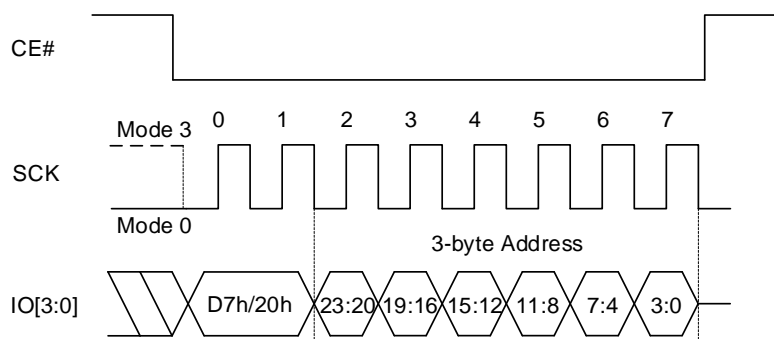 CE#
0 1 2 3 4 5 6 7
Mode 3
SCK
Mode 0
3-byte Address
IO[3:0] D7h/20h 23:20 19:16 15:12 11:8 7:4 3:0